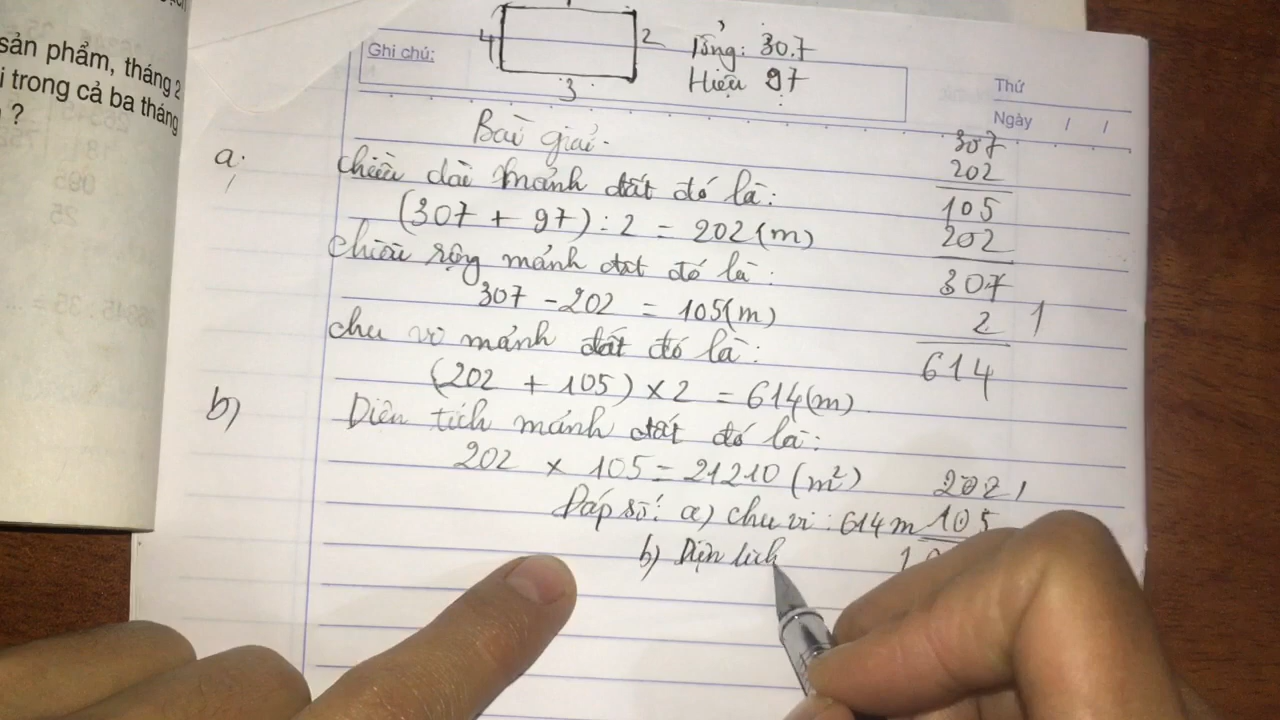 sản phẩm, tháng 2
i trong cả ba tháng
?
1
4
2
3
Tổng: 307
Hiệu 97
Ghi chú:
Thứ
Ngày / /
Bài giải.
a.
chiều dài mảnh đất đó là:
(307 + 97) : 2 = 202(m)
chiều rộng mảnh đất đó là:
307 - 202 = 105(m)
chu vi mảnh đất đó là:
(202 + 105) x 2 = 614(m)
b)
Diện tích mảnh đất đó là:
202 x 105 = 21210 (m²)
Đáp số: a) chu vi: 614m
b) Diện tích
307
202
105
202
307
2 1
614
202
105